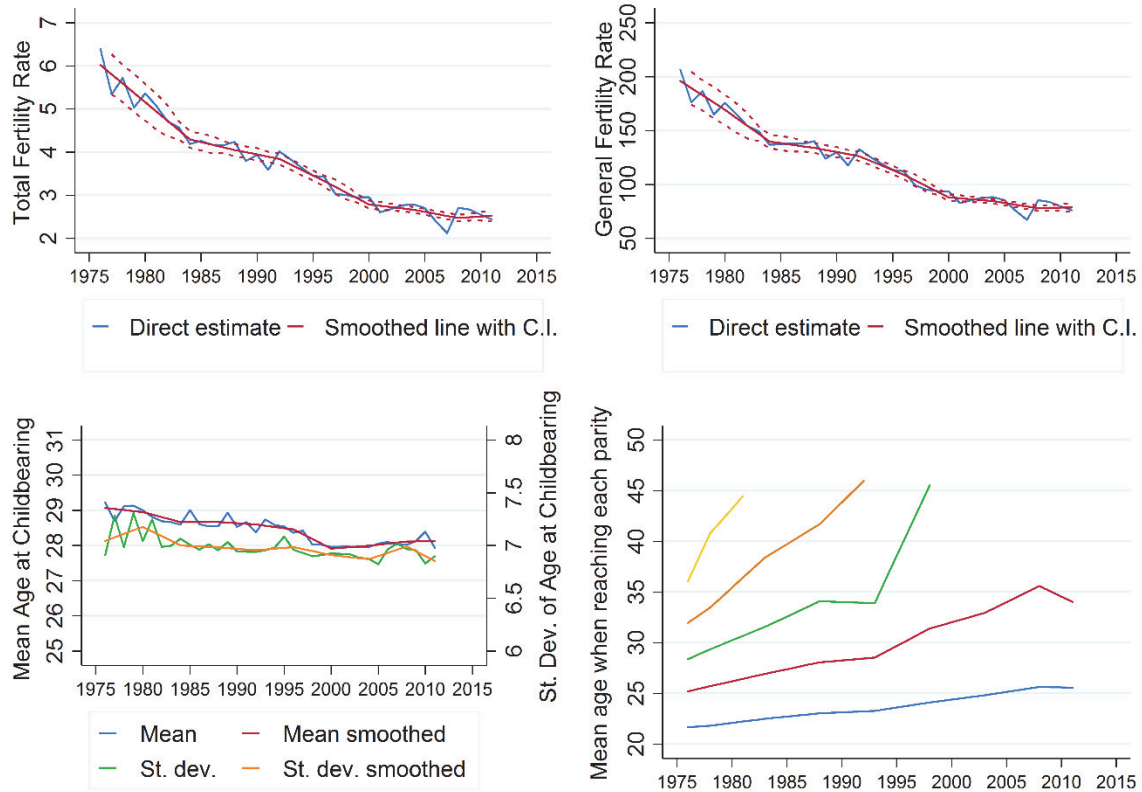 Total Fertility Rate
7
6
5
4
3
2
1975 1980 1985 1990 1995 2000 2005 2010 2015
Direct estimate Smoothed line with C.I.
General Fertility Rate
250
200
150
100
50
1975 1980 1985 1990 1995 2000 2005 2010 2015
Direct estimate Smoothed line with C.I.
Mean Age at Childbearing
31
30
29
28
27
26
25
St. Dev. of Age at Childbearing
8
7.5
7
6.5
6
1975 1980 1985 1990 1995 2000 2005 2010 2015
Mean Mean smoothed
St. dev. St. dev. smoothed
Mean age when reaching each parity
50
45
40
35
30
25
20
1975 1980 1985 1990 1995 2000 2005 2010 2015